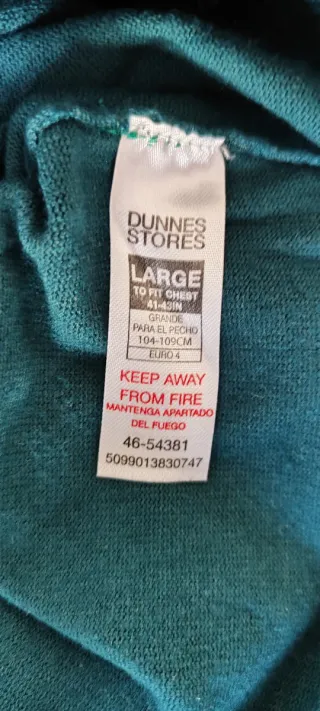 DUNNES
STORES
LARGE
TO FIT CHEST
41-43IN
GRANDE
PARA EL PECHO
104-109CM
EURO 4
KEEP AWAY
FROM FIRE
MANTENGA APARTADO
DEL FUEGO
46-54381
5099013830747